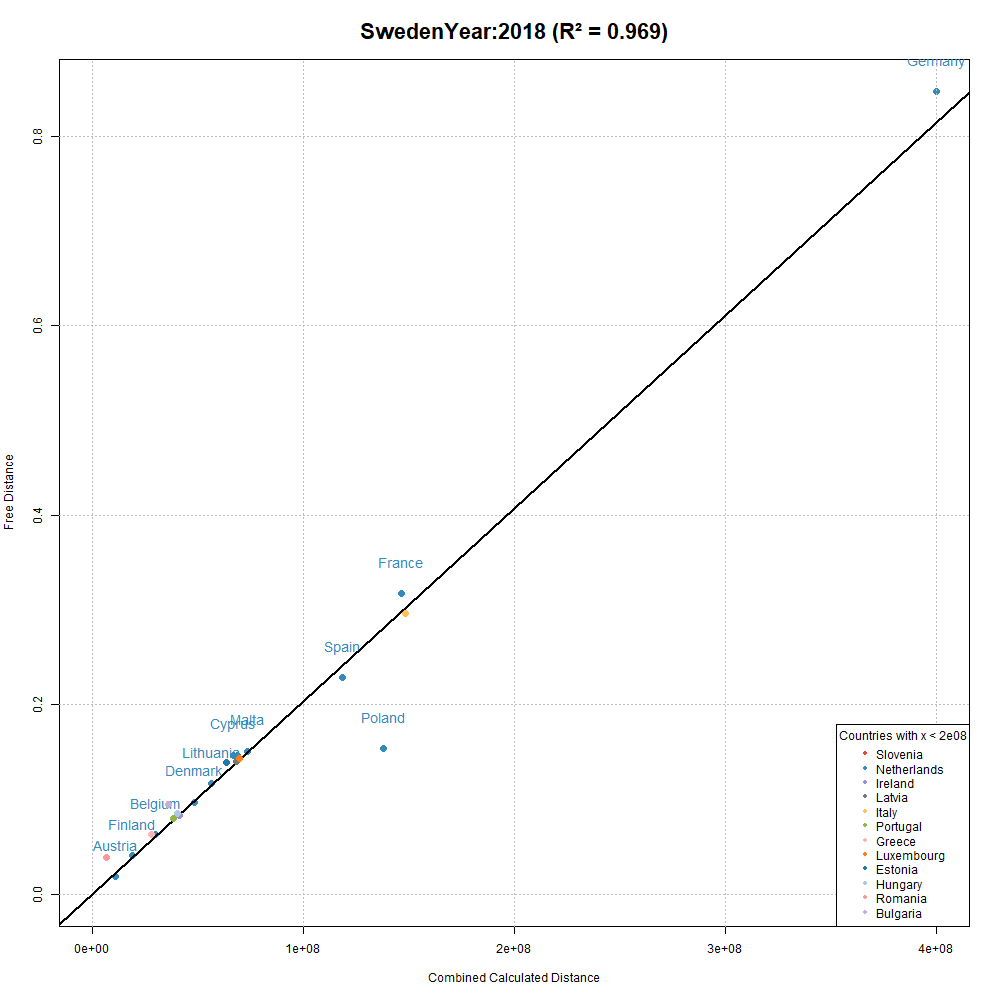 SwedenYear:2018 (R² = 0.969)
Germany
0.8
0.6
Free Distance
0.4
France
Spain
0.2
Poland
Malta
Cyprus
Lithuania
Denmark
Belgium
Finland
Austria
0.0
Countries with x < 2e08
Slovenia
Netherlands
Ireland
Latvia
Italy
Portugal
Greece
Luxembourg
Estonia
Hungary
Romania
Bulgaria
0e+00 1e+08 2e+08 3e+08 4e+08
Combined Calculated Distance